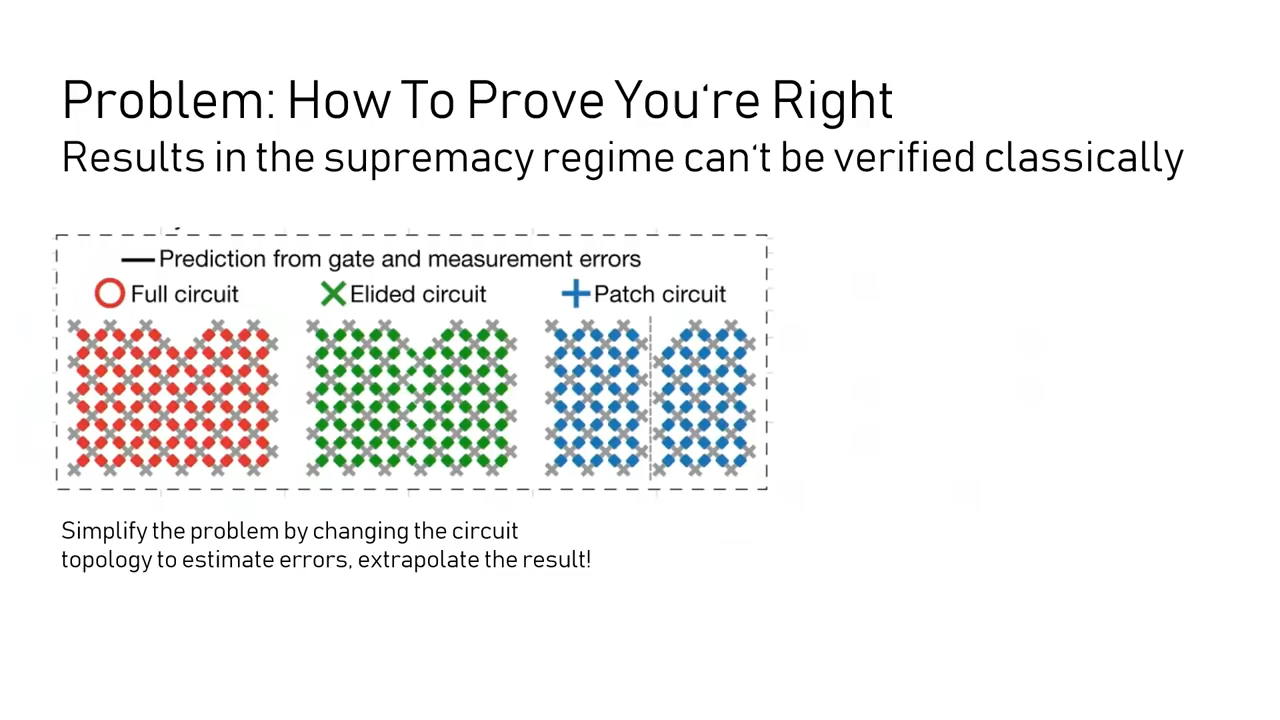 Problem: How To Prove You‘re Right
Results in the supremacy regime can‘t be verified classically
Prediction from gate and measurement errors
Full circuit Elided circuit Patch circuit
Simplify the problem by changing the circuit
topology to estimate errors, extrapolate the result!